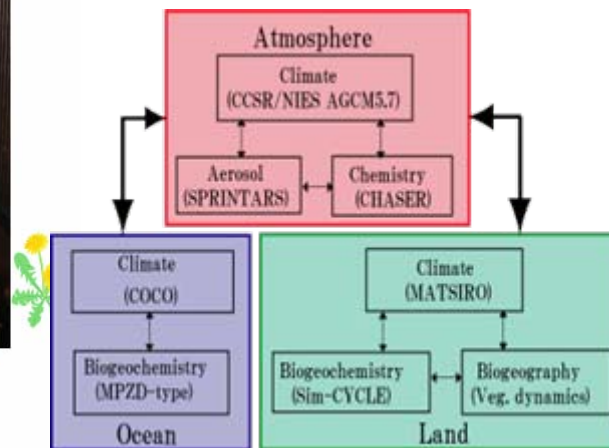 Atmosphere
Climate
(CCSR/NIES AGCM5.7)
Aerosol
(SPRINTARS)
Chemistry
(CHASER)
Climate
(COCO)
Biogeochemistry
(MPZD-type)
Ocean
Climate
(MATSIRO)
Biogeochemistry
(Sim-CYCLE)
Biogeography
(Veg. dynamics)
Land